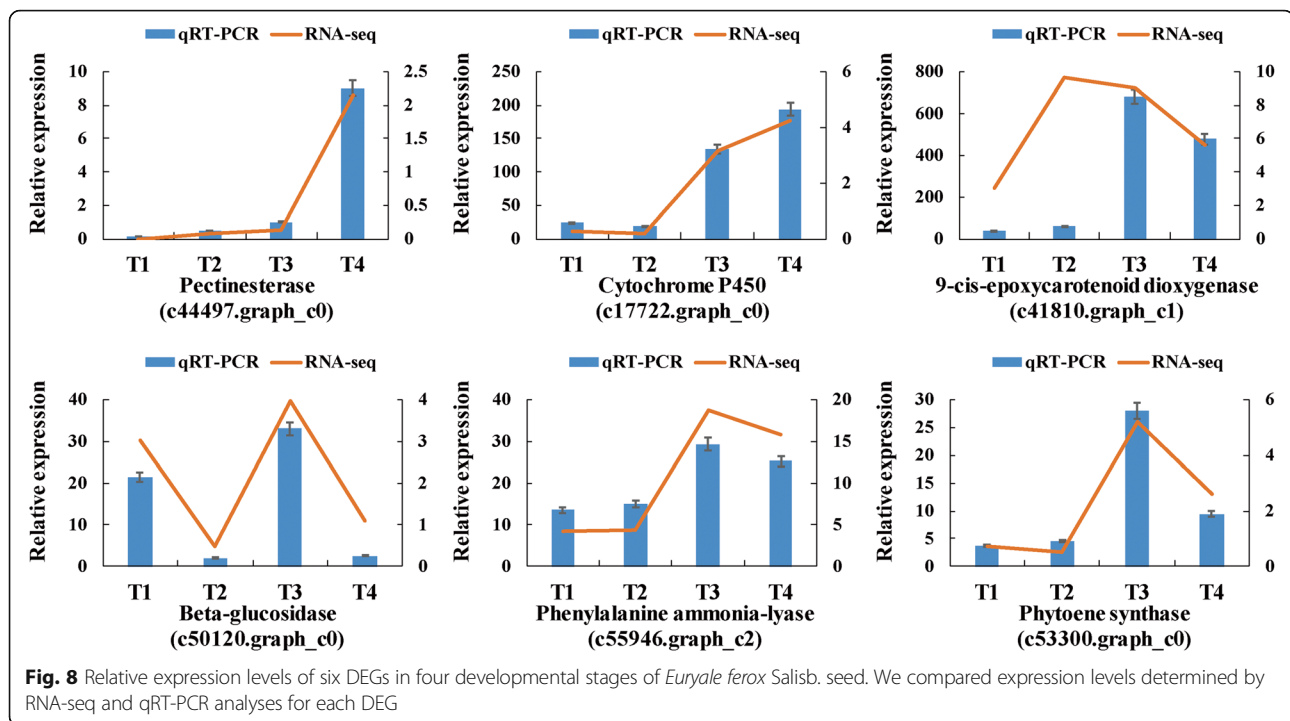 qRT-PCR RNA-seq
Relative expression
10
8
6
4
2
0
2.5
2
1.5
1
0.5
0
T1 T2 T3 T4
Pectinesterase
(c44497.graph_c0)
qRT-PCR RNA-seq
Relative expression
250
200
150
100
50
0
6
4
2
0
T1 T2 T3 T4
Cytochrome P450
(c17722.graph_c0)
qRT-PCR RNA-seq
Relative expression
800
600
400
200
0
10
8
6
4
2
0
T1 T2 T3 T4
9-cis-epoxycarotenoid dioxygenase
(c41810.graph_c1)
qRT-PCR RNA-seq
Relative expression
40
30
20
10
0
4
3
2
1
0
T1 T2 T3 T4
Beta-glucosidase
(c50120.graph_c0)
qRT-PCR RNA-seq
Relative expression
40
30
20
10
0
20
15
10
5
0
T1 T2 T3 T4
Phenylalanine ammonia-lyase
(c55946.graph_c2)
qRT-PCR RNA-seq
Relative expression
30
25
20
15
10
5
0
6
4
2
0
T1 T2 T3 T4
Phytoene synthase
(c53300.graph_c0)
Fig. 8 Relative expression levels of six DEGs in four developmental stages of Euryale ferox Salisb. seed. We compared expression levels determined by
RNA-seq and qRT-PCR analyses for each DEG